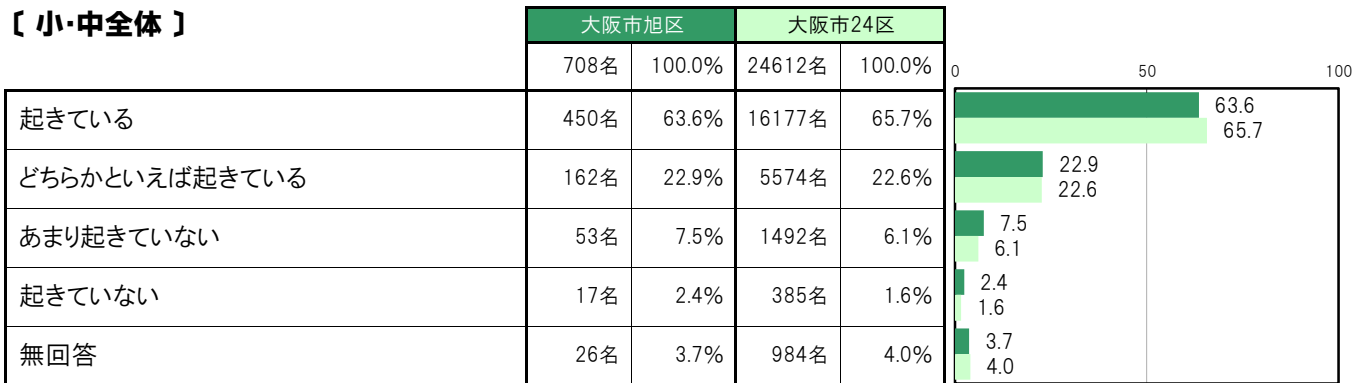 〔 小・中全体 〕
大阪市旭区 大阪市24区
708名 100.0% 24612名 100.0%
0 50 100
起きている 450名 63.6% 16177名 65.7%
63.6
65.7
どちらかといえば起きている 162名 22.9% 5574名 22.6%
22.9
22.6
あまり起きていない 53名 7.5% 1492名 6.1%
7.5
6.1
起きていない 17名 2.4% 385名 1.6%
2.4
1.6
無回答 26名 3.7% 984名 4.0%
3.7
4.0